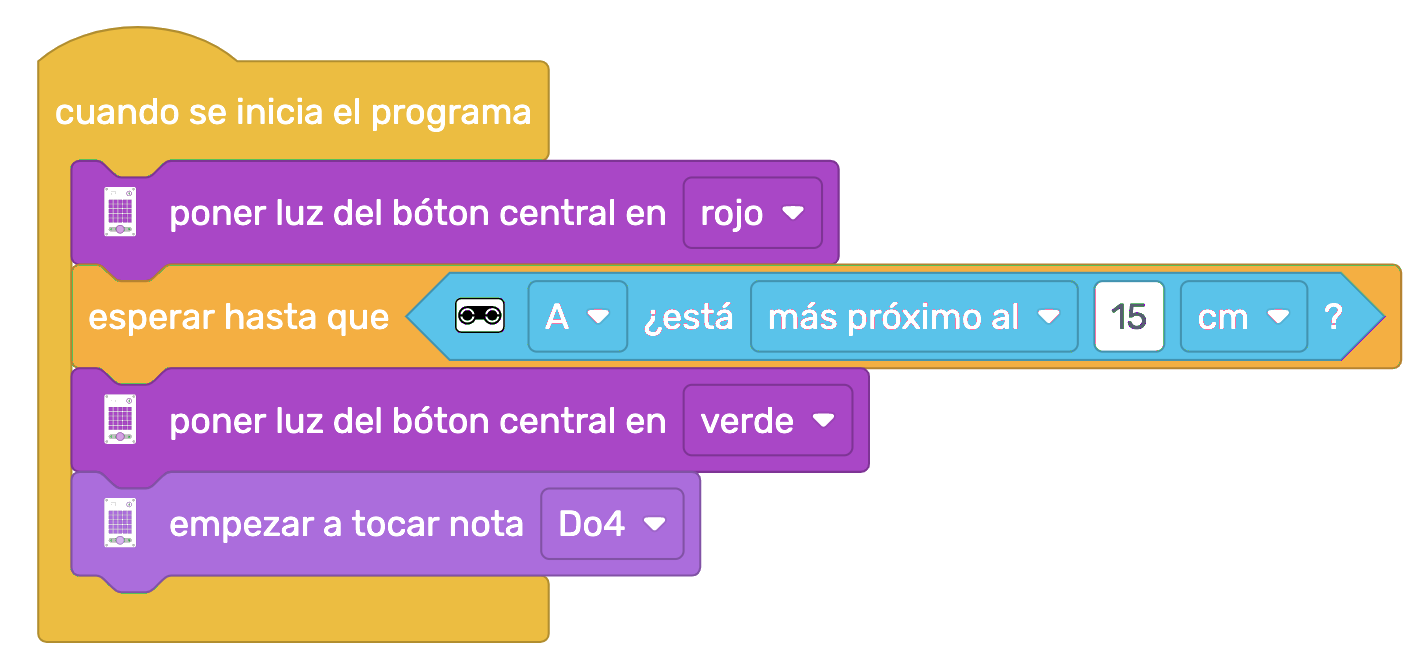 cuando se inicia el programa
poner luz del bóton central en rojo
esperar hasta que A ¿está más próximo al 15 cm ?
poner luz del bóton central en verde
empezar a tocar nota Do4